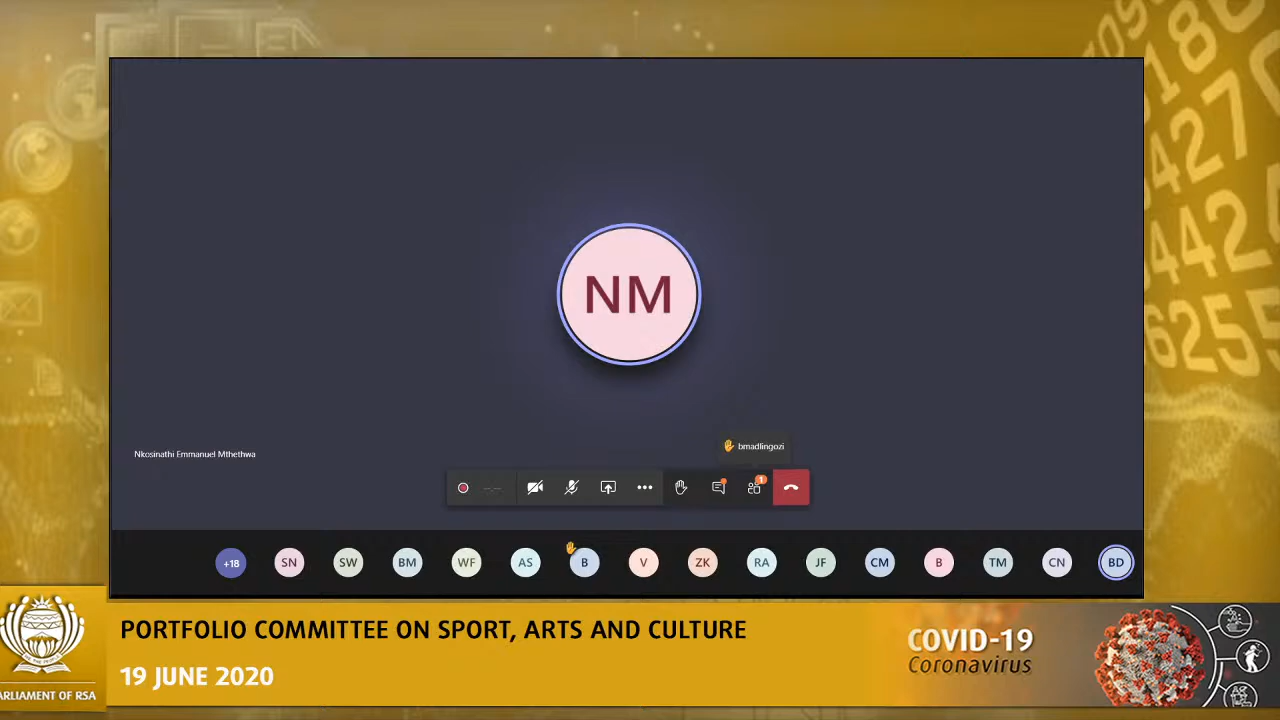 NM
Nkosinathi Emmanuel Mthethwa
bmadlingozi
1
+18
SN
SW
BM
WF
AS
B
V
ZK
RA
JF
CM
B
TM
CN
BD
PORTFOLIO COMMITTEE ON SPORT, ARTS AND CULTURE
19 JUNE 2020
COVID-19
Coronavirus
ARLIAMENT OF RSA